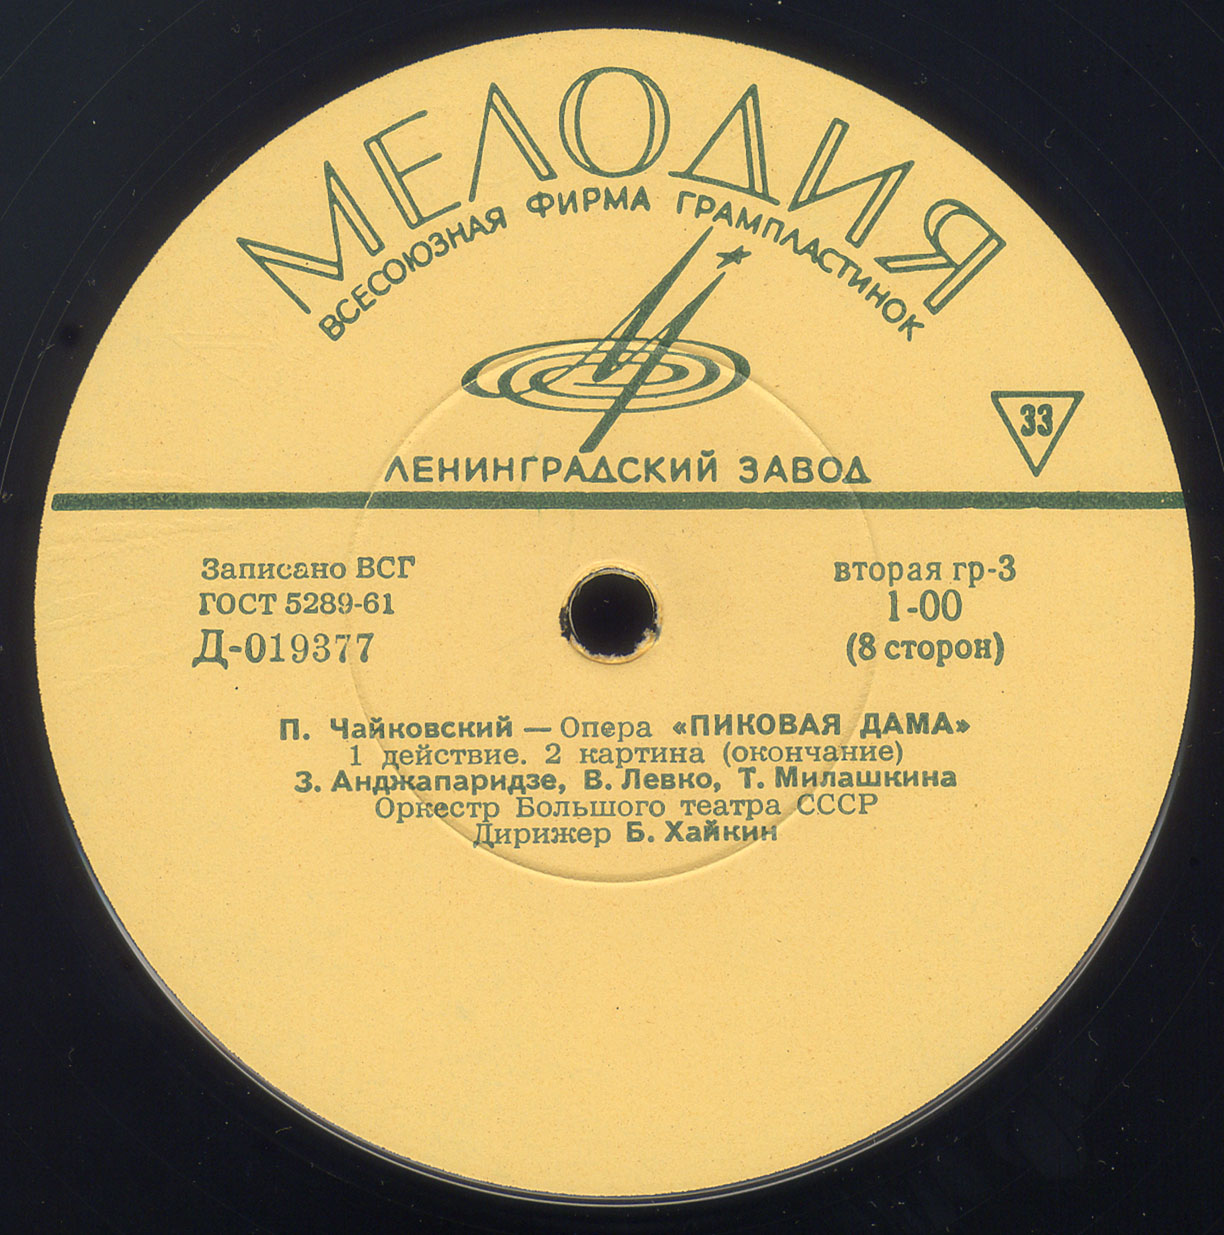 МЕЛОДИЯ
ВСЕСОЮЗНАЯ ФИРМА ГРАМПЛАСТИНОК
33
ЛЕНИНГРАДСКИЙ ЗАВОД
Записано ВСГ
ГОСТ 5289-61
Д-019377
вторая гр-3
1-00
(8 сторон)
П. Чайковский — Опера «ПИКОВАЯ ДАМА»
1 действие. 2 картина (окончание)
З. Анджапаридзе, В. Левко, Т. Милашкина
Оркестр Большого театра СССР
Дирижер Б. Хайкин